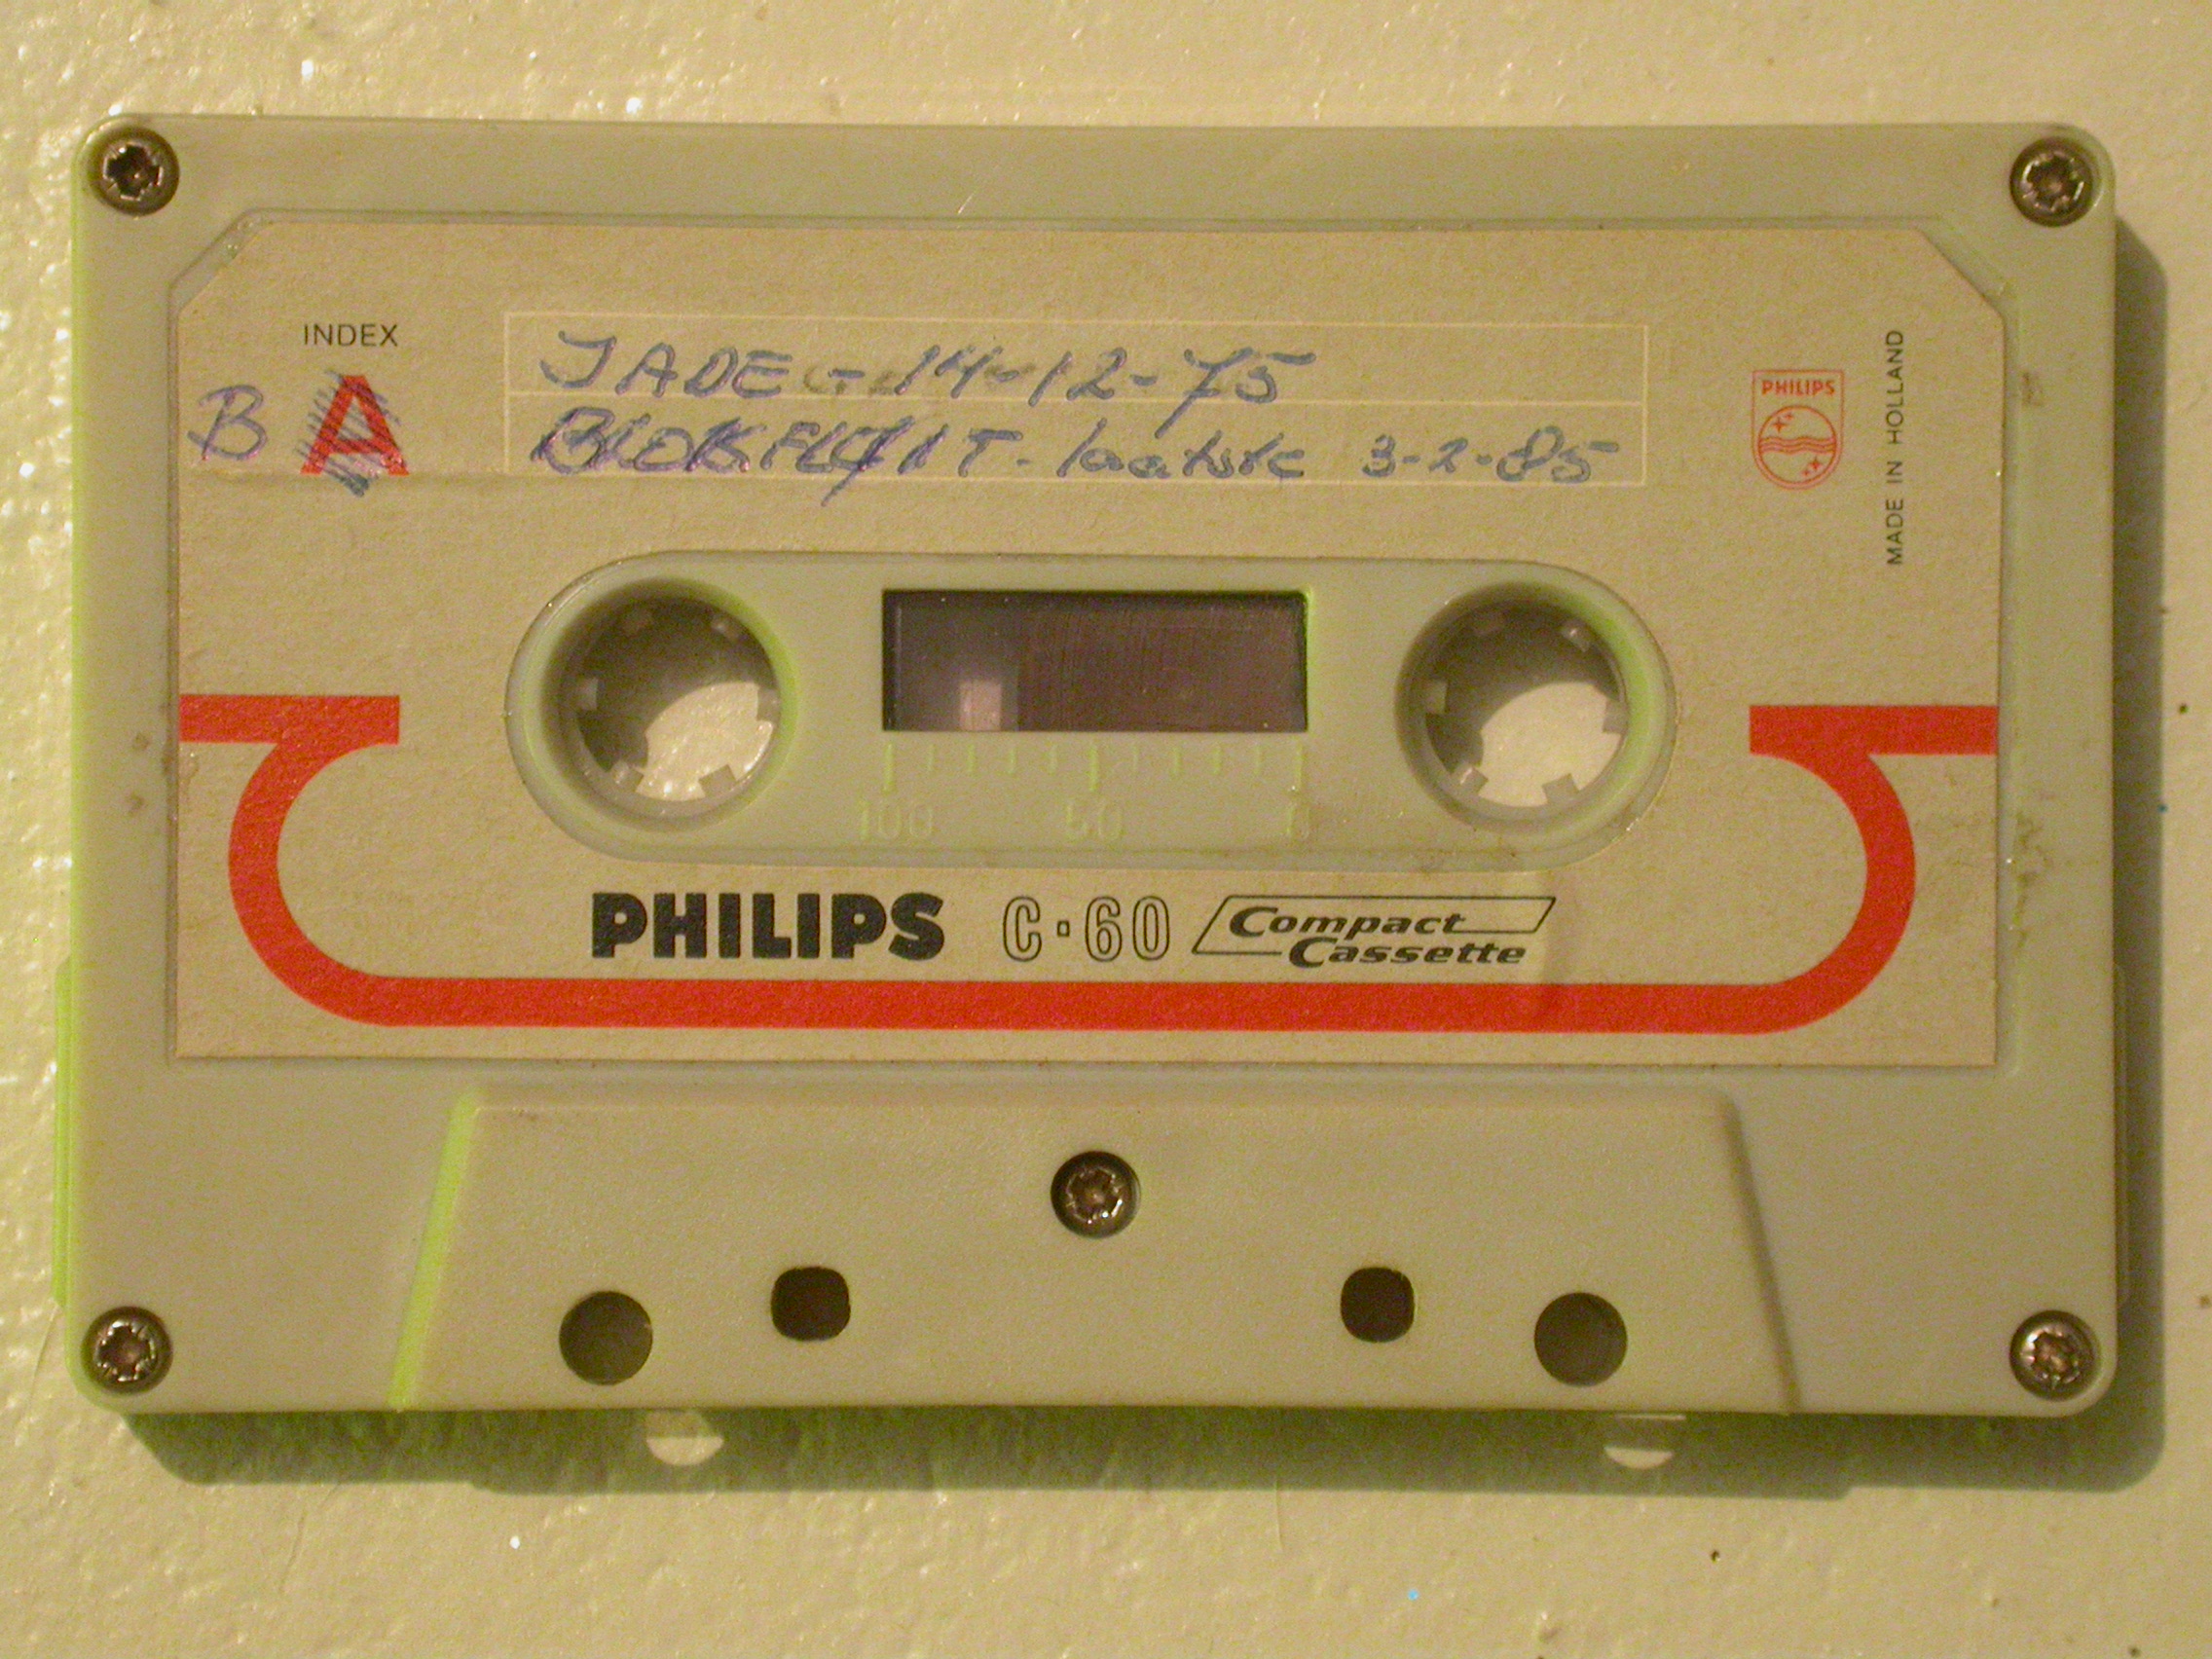 INDEX
B A
JADE - 14-12-75
BLOKFLUIT - laatste 3-2-85
PHILIPS
MADE IN HOLLAND
100 50 0
PHILIPS C·60 Compact Cassette